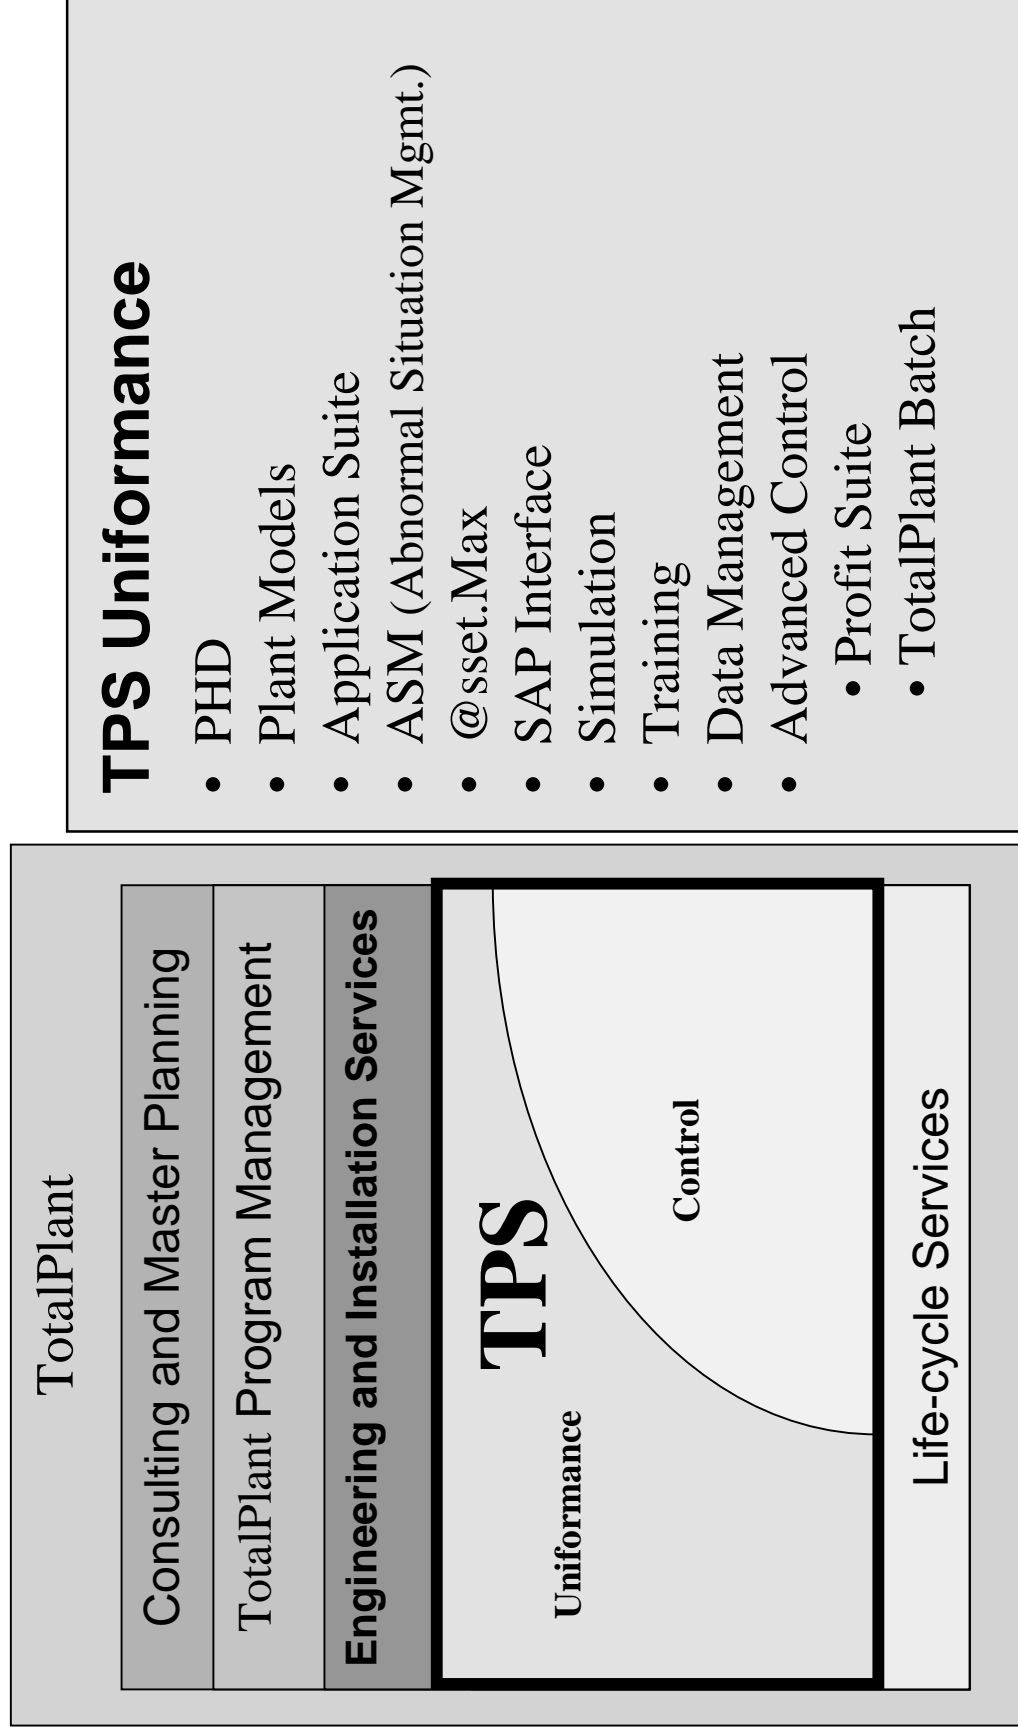 TotalPlant
Consulting and Master Planning
TotalPlant Program Management
Engineering and Installation Services
TPS
Uniformance
Control
Life-cycle Services
TPS Uniformance
• PHD
• Plant Models
• Application Suite
• ASM (Abnormal Situation Mgmt.)
• @sset.Max
• SAP Interface
• Simulation
• Training
• Data Management
• Advanced Control
• Profit Suite
• TotalPlant Batch